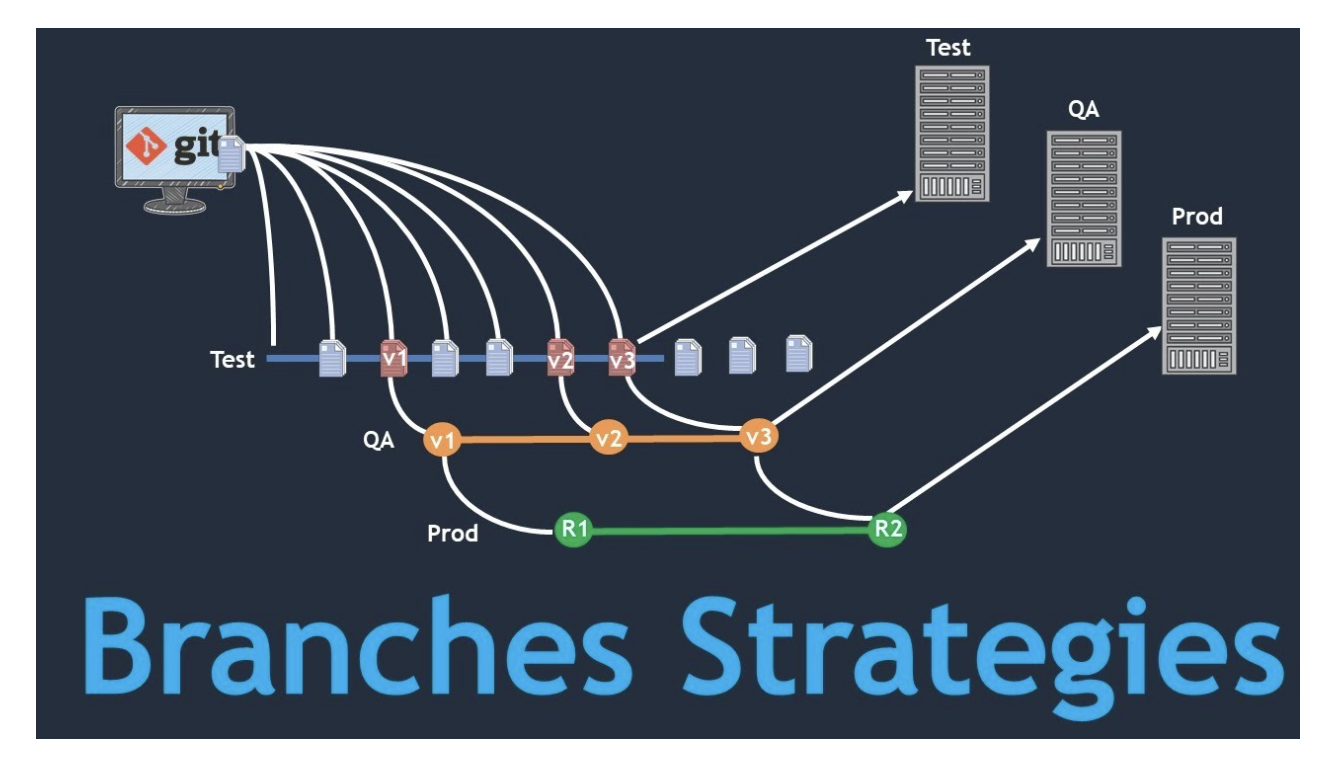 Test
QA
git
Prod
Test
v1
v2
v3
QA
v1
v2
v3
Prod
R1
R2
Branches Strategies